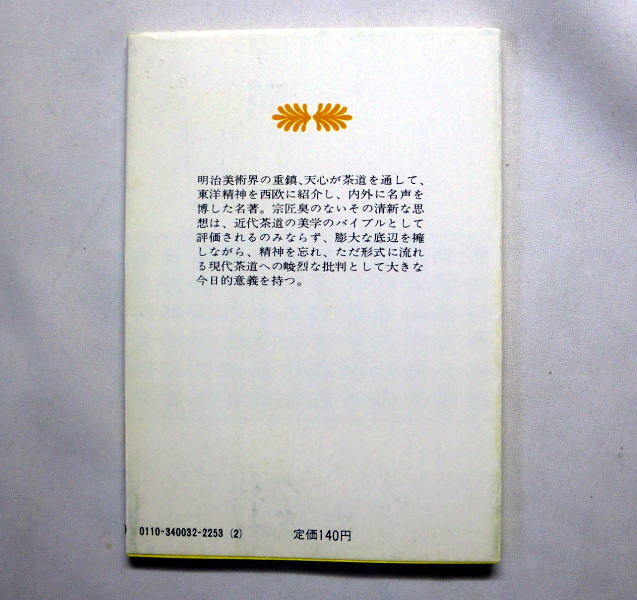 明治美術界の重鎮、天心が茶道を通して、
東洋精神を西欧に紹介し、内外に名声を
博した名著。宗匠臭のないその清新な思
想は、近代茶道の美学のバイブルとして
評価されるのみならず、膨大な底辺を擁
しながら、精神を忘れ、ただ形式に流れ
る現代茶道への峻烈な批判として大きな
今日的意義を持つ。
) 0110-340032-2253 (2) 定価140円